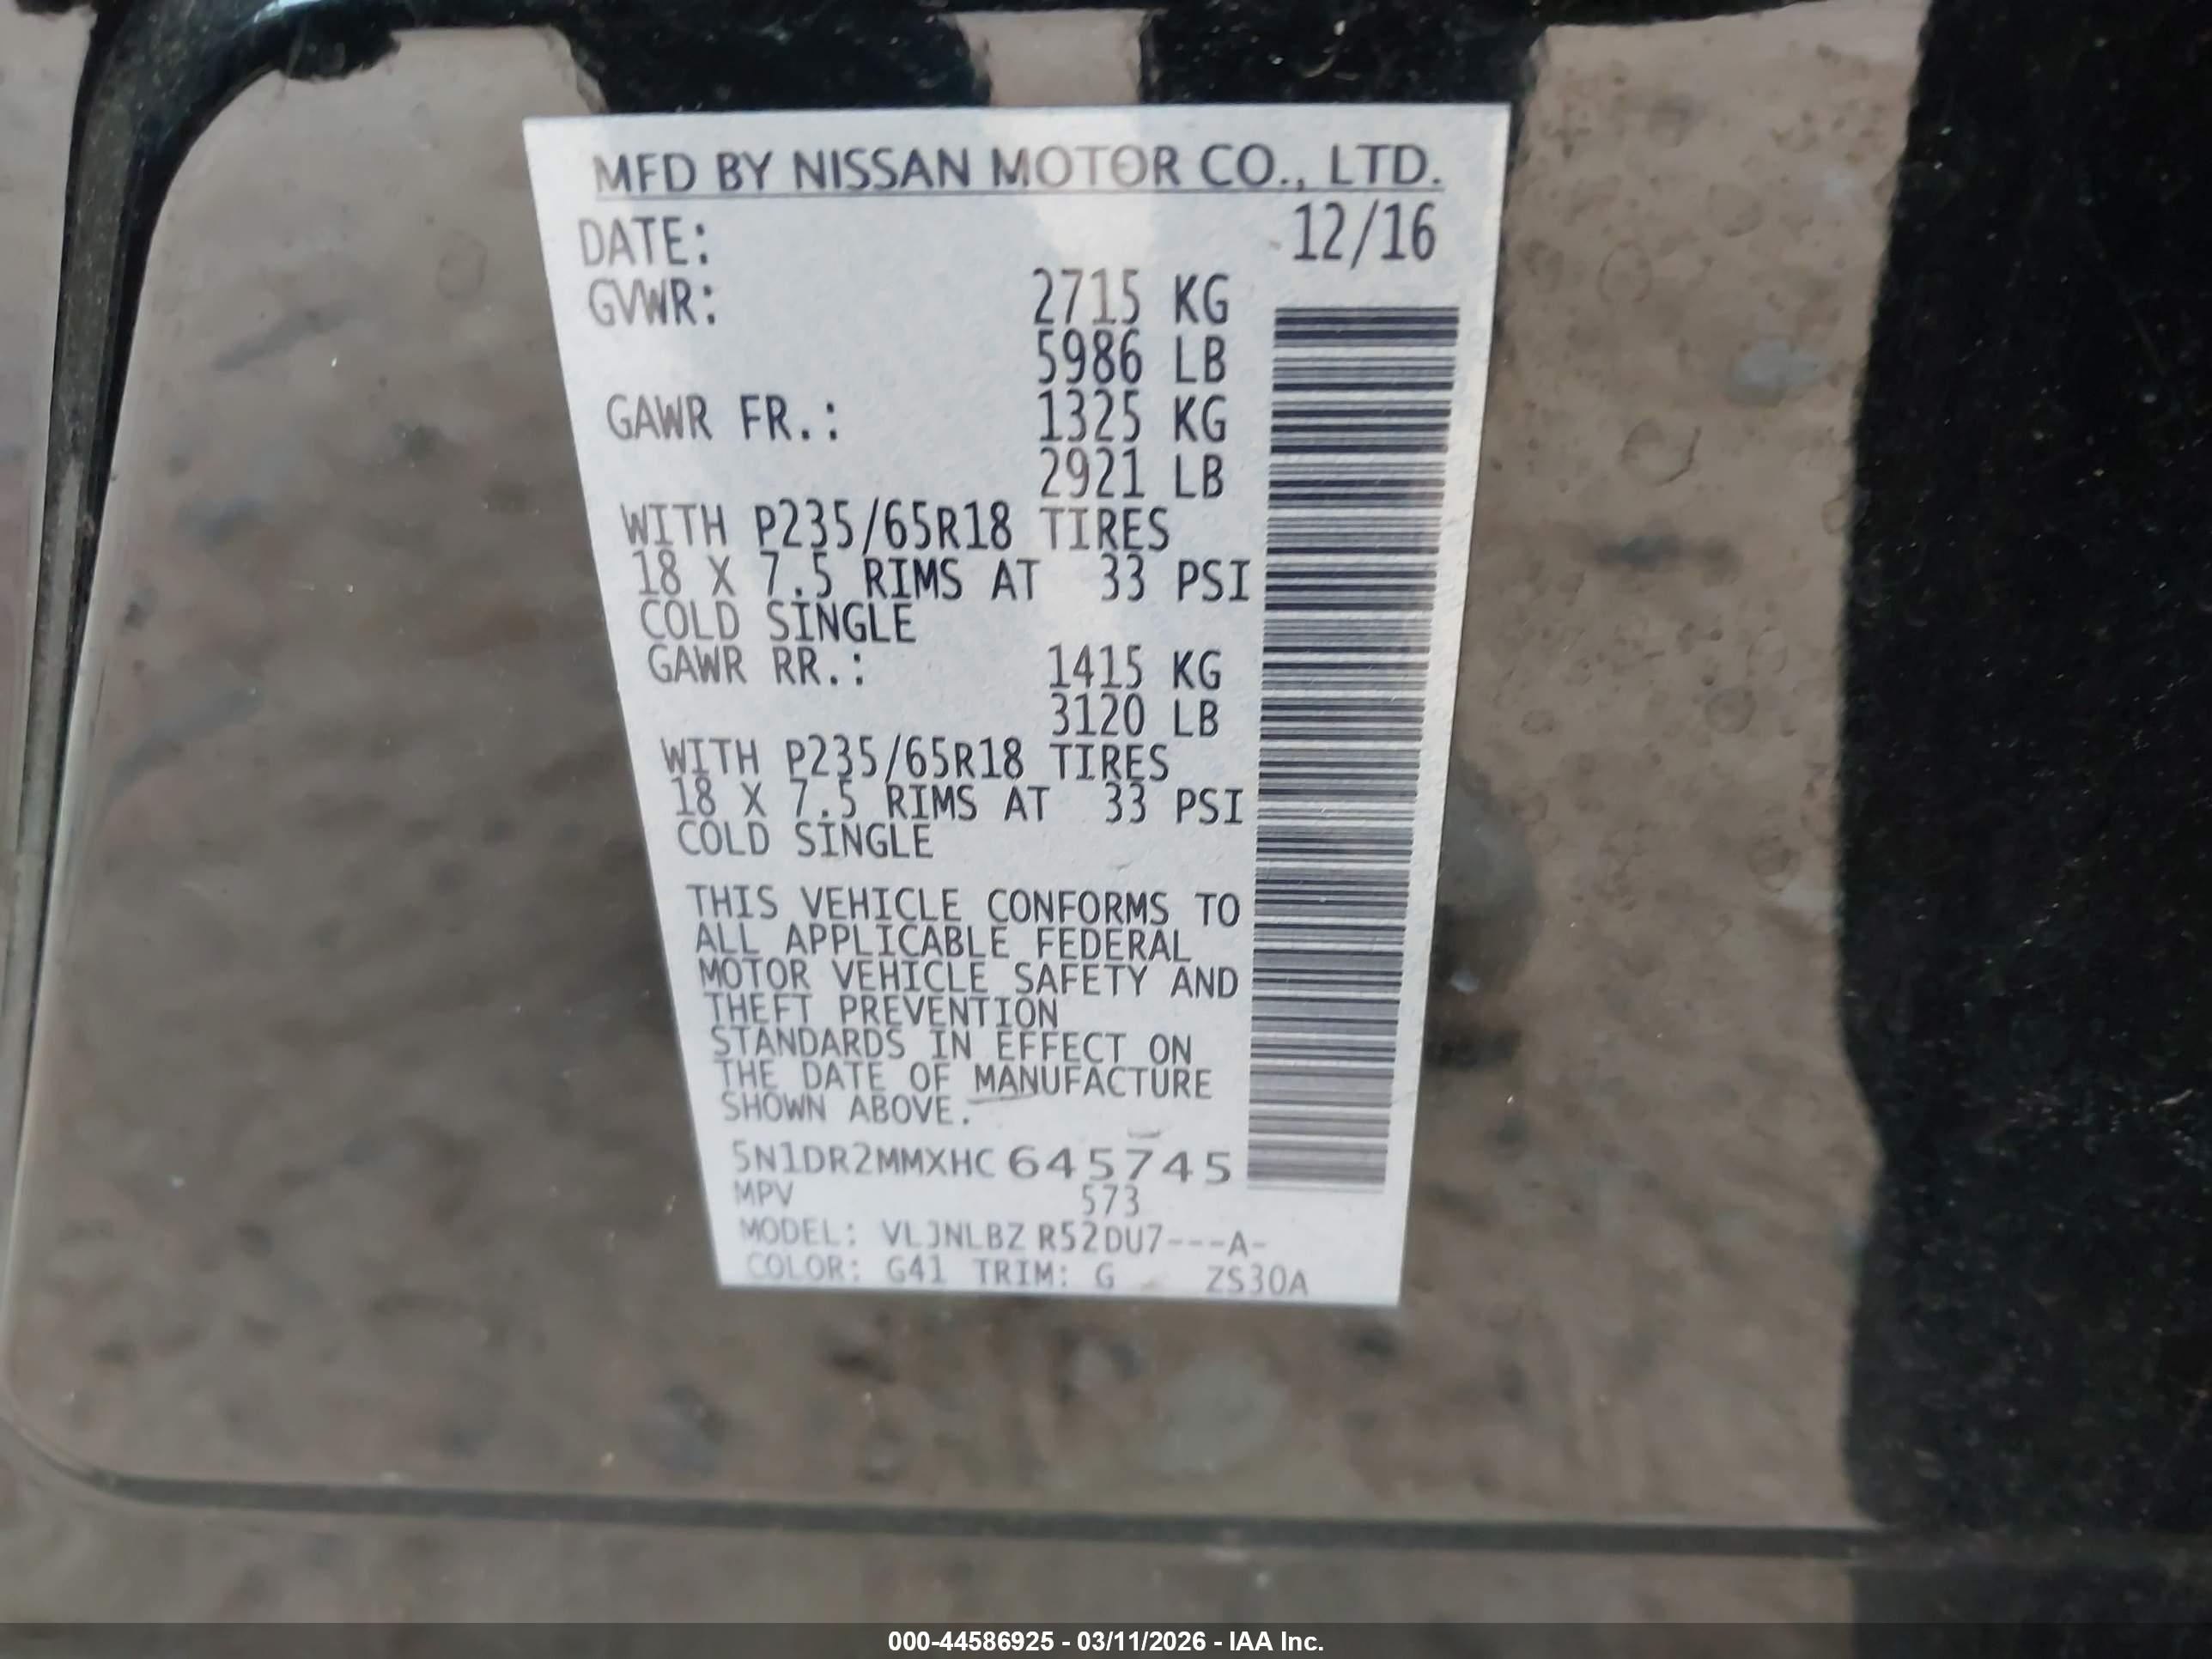 MFD BY NISSAN MOTOR CO., LTD.
DATE: 12/16
GVWR: 2715 KG
5986 LB
GAWR FR.: 1325 KG
2921 LB
WITH P235/65R18 TIRES
18 X 7.5 RIMS AT 33 PSI
COLD SINGLE
GAWR RR.: 1415 KG
3120 LB
WITH P235/65R18 TIRES
18 X 7.5 RIMS AT 33 PSI
COLD SINGLE
THIS VEHICLE CONFORMS TO
ALL APPLICABLE FEDERAL
MOTOR VEHICLE SAFETY AND
THEFT PREVENTION
STANDARDS IN EFFECT ON
THE DATE OF MANUFACTURE
SHOWN ABOVE.
5N1DR2MMXHC645745
MPV 573
MODEL: VLJNLBZ R52DU7---A-
COLOR: G41 TRIM: G ZS30A
000-44586925 - 03/11/2026 - IAA Inc.